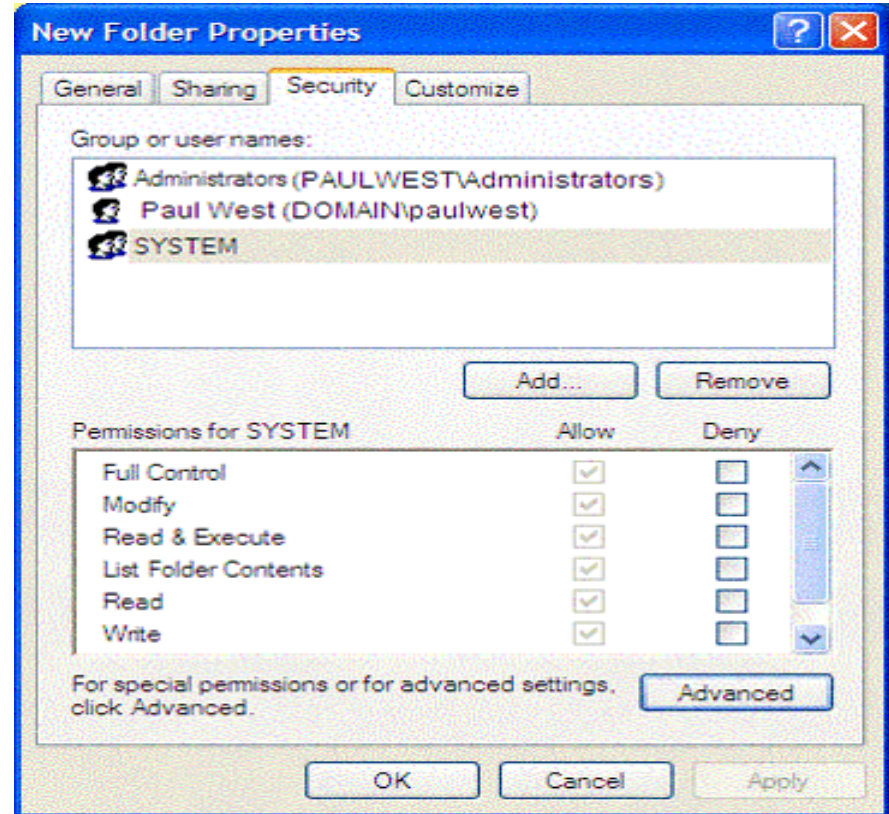 New Folder Properties
?
General Sharing Security Customize
Group or user names:
Administrators (PAULWEST\Administrators)
Paul West (DOMAIN\paulwest)
SYSTEM
Add... Remove
Permissions for SYSTEM Allow Deny
Full Control
Modify
Read & Execute
List Folder Contents
Read
Write
For special permissions or for advanced settings,
click Advanced.
Advanced
OK Cancel Apply